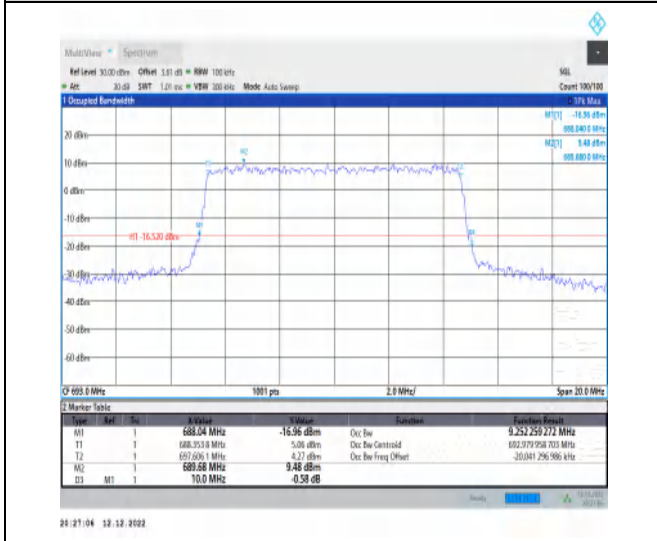 MultiView Spectrum
Ref Level 30.00 dBm Offset 3.81 dB RBW 100 kHz SGL
Att 30 dB SWT 1.01 ms VBW 300 kHz Mode Auto Sweep Count 100/100
1 Occupied Bandwidth 1Pk Max
M1[1] -16.96 dBm
688.040 0 MHz
20 dBm
M2[1] 9.48 dBm
689.680 0 MHz
M2
10 dBm
0 dBm
-10 dBm
M1
H1 -16.520 dBm
-20 dBm
-30 dBm
-40 dBm
-50 dBm
-60 dBm
CF 693.0 MHz 1001 pts 2.0 MHz/ Span 20.0 MHz
2 Marker Table
Type Ref Trc X-Value Y-Value Function Function Result
M1 1 688.04 MHz -16.96 dBm Occ Bw 9.252 259 272 MHz
T1 1 688.353 8 MHz 5.06 dBm Occ Bw Centroid 692.979 958 703 MHz
T2 1 697.606 1 MHz 4.27 dBm Occ Bw Freq Offset -20.041 296 986 kHz
M2 1 689.68 MHz 9.48 dBm
D3 M1 1 10.0 MHz -0.58 dB
Ready
20:27:06 12.12.2022